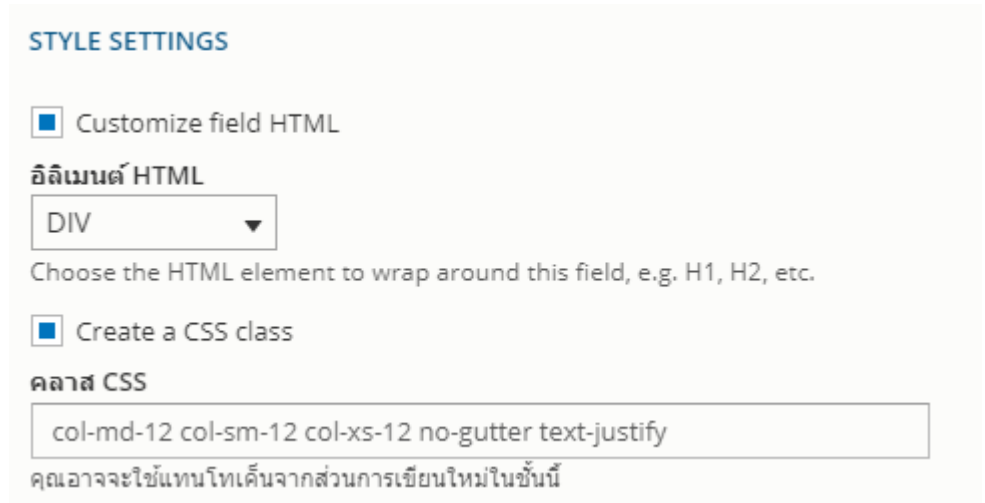 STYLE SETTINGS
Customize field HTML
อิลิเมนต์ HTML
DIV
Choose the HTML element to wrap around this field, e.g. H1, H2, etc.
Create a CSS class
คลาส CSS
col-md-12 col-sm-12 col-xs-12 no-gutter text-justify
คุณอาจจะใช้แทนโทเค็นจากส่วนการเขียนใหม่ในชั้นนี้